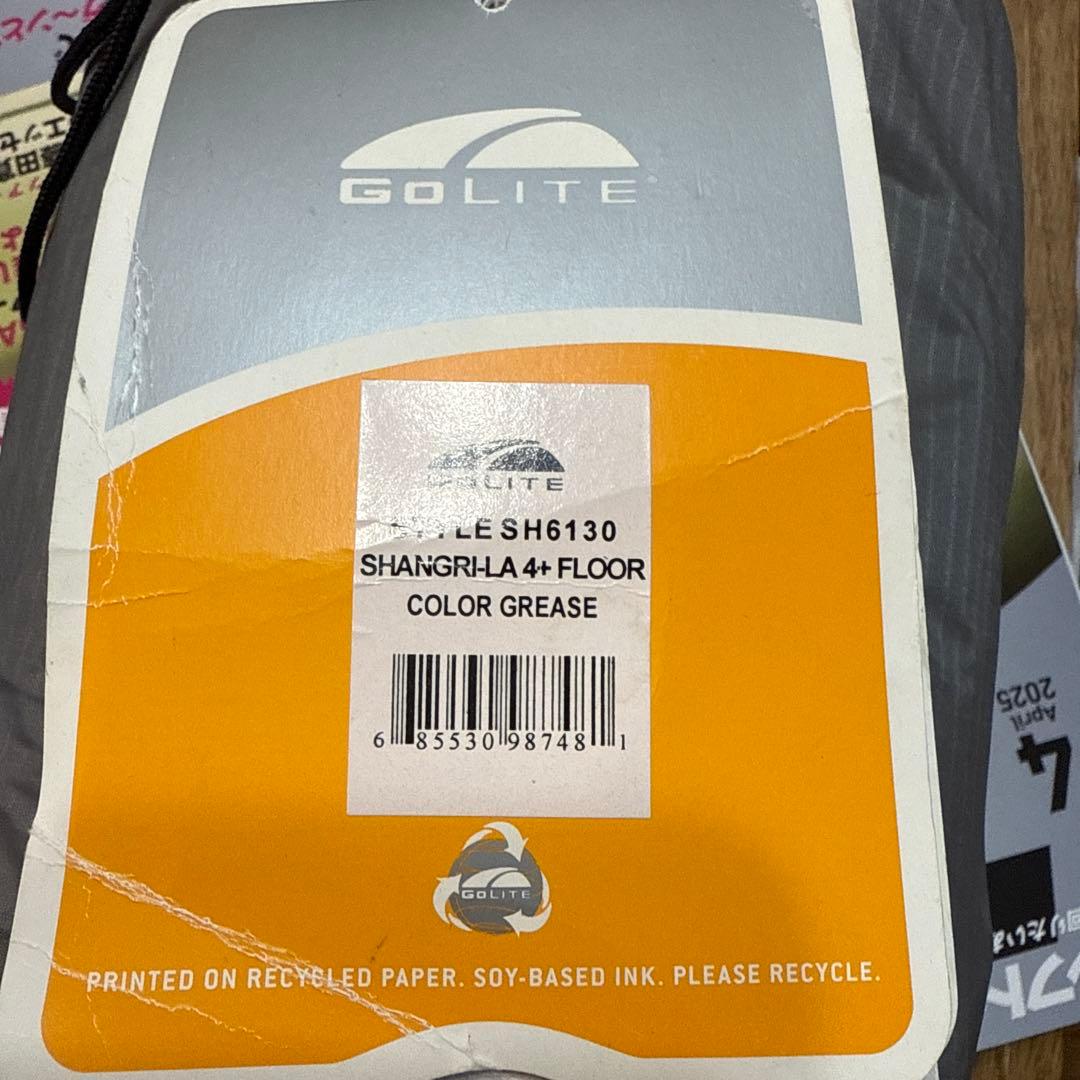 GOLITE
GOLITE
STYLE SH6130
SHANGRI-LA 4+ FLOOR
COLOR GREASE
6 85530 98748 1
GOLITE
PRINTED ON RECYCLED PAPER. SOY-BASED INK. PLEASE RECYCLE.
2025
April
4